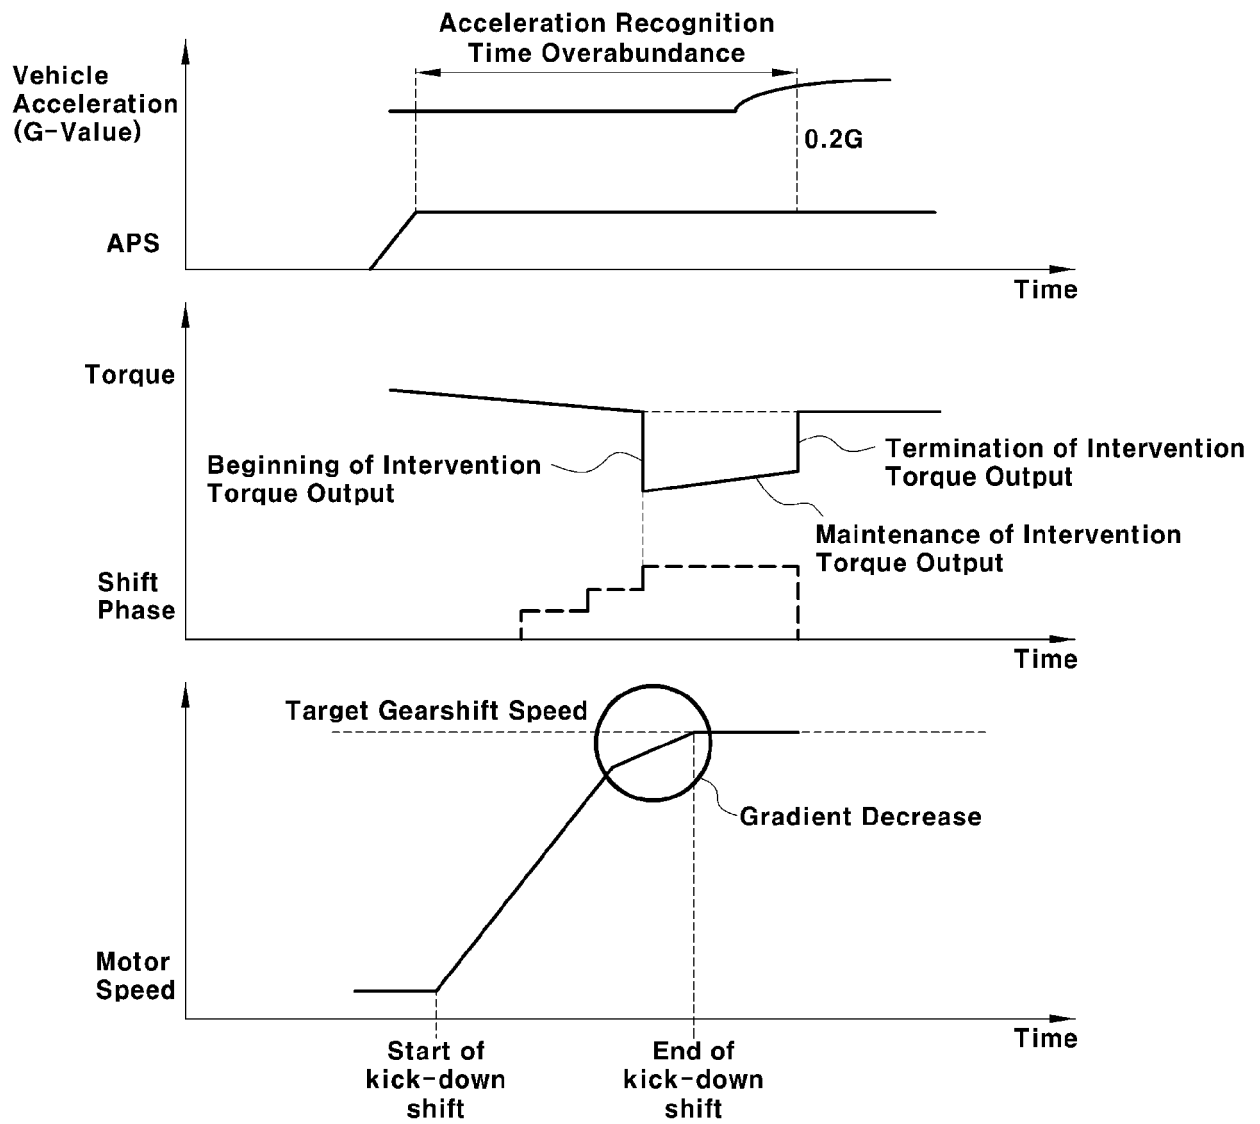 Acceleration Recognition
Time Overabundance
Vehicle
Acceleration
(G-Value)
0.2G
APS
Time
Torque
Beginning of Intervention
Torque Output
Termination of Intervention
Torque Output
Maintenance of Intervention
Torque Output
Shift
Phase
Time
Target Gearshift Speed
Gradient Decrease
Motor
Speed
Time
Start of
kick-down
shift
End of
kick-down
shift